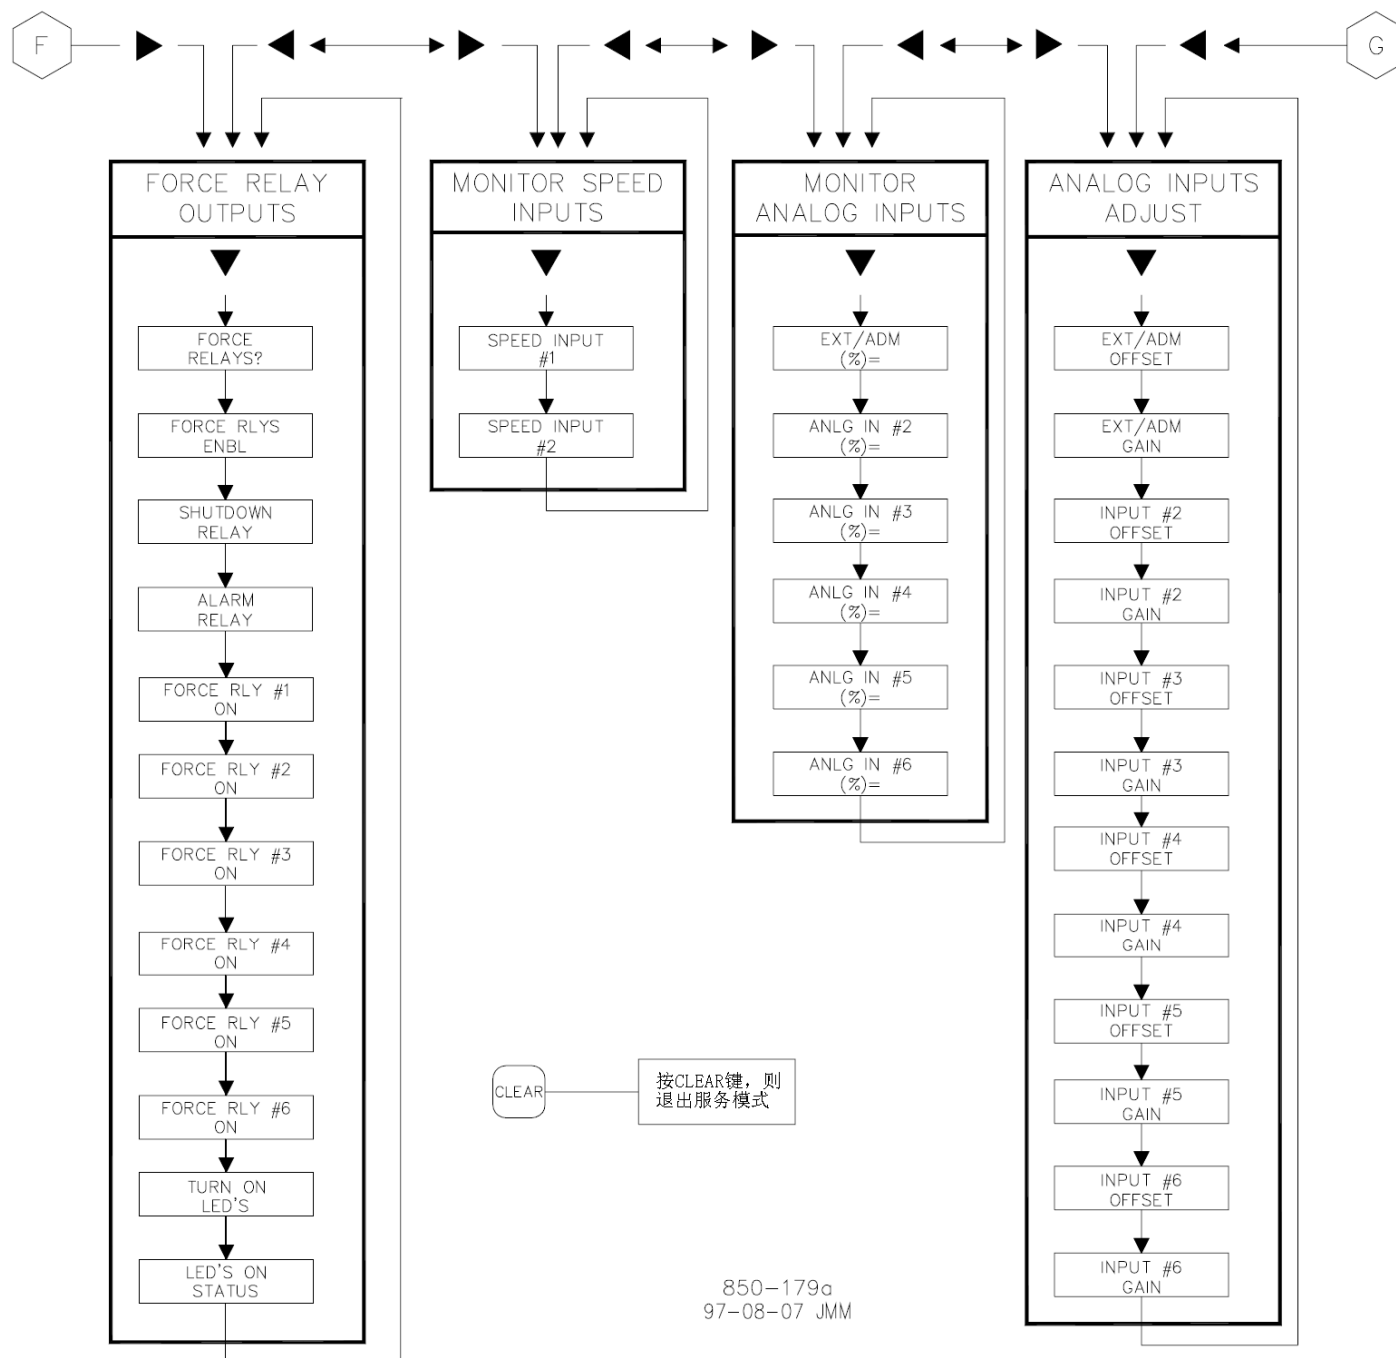 F
G
FORCE RELAY
OUTPUTS
FORCE
RELAYS?
FORCE RLYS
ENBL
SHUTDOWN
RELAY
ALARM
RELAY
FORCE RLY #1
ON
FORCE RLY #2
ON
FORCE RLY #3
ON
FORCE RLY #4
ON
FORCE RLY #5
ON
FORCE RLY #6
ON
TURN ON
LED'S
LED'S ON
STATUS
MONITOR SPEED
INPUTS
SPEED INPUT
#1
SPEED INPUT
#2
MONITOR
ANALOG INPUTS
EXT/ADM
(%)=
ANLG IN #2
(%)=
ANLG IN #3
(%)=
ANLG IN #4
(%)=
ANLG IN #5
(%)=
ANLG IN #6
(%)=
ANALOG INPUTS
ADJUST
EXT/ADM
OFFSET
EXT/ADM
GAIN
INPUT #2
OFFSET
INPUT #2
GAIN
INPUT #3
OFFSET
INPUT #3
GAIN
INPUT #4
OFFSET
INPUT #4
GAIN
INPUT #5
OFFSET
INPUT #5
GAIN
INPUT #6
OFFSET
INPUT #6
GAIN
CLEAR
按CLEAR键，则
退出服务模式
850-179a
97-08-07 JMM